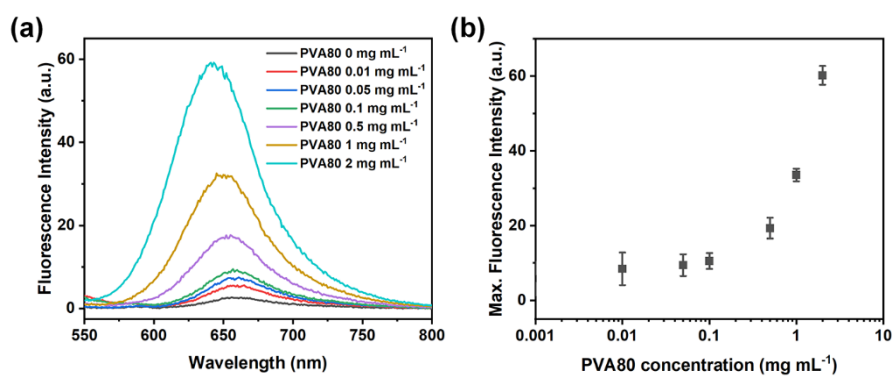 (a)
Fluorescence Intensity (a.u.)
60
40
20
0
PVA80 0 mg mL⁻¹
PVA80 0.01 mg mL⁻¹
PVA80 0.05 mg mL⁻¹
PVA80 0.1 mg mL⁻¹
PVA80 0.5 mg mL⁻¹
PVA80 1 mg mL⁻¹
PVA80 2 mg mL⁻¹
550 600 650 700 750 800
Wavelength (nm)
(b)
Max. Fluorescence Intensity (a.u.)
60
40
20
0
0.001 0.01 0.1 1 10
PVA80 concentration (mg mL⁻¹)